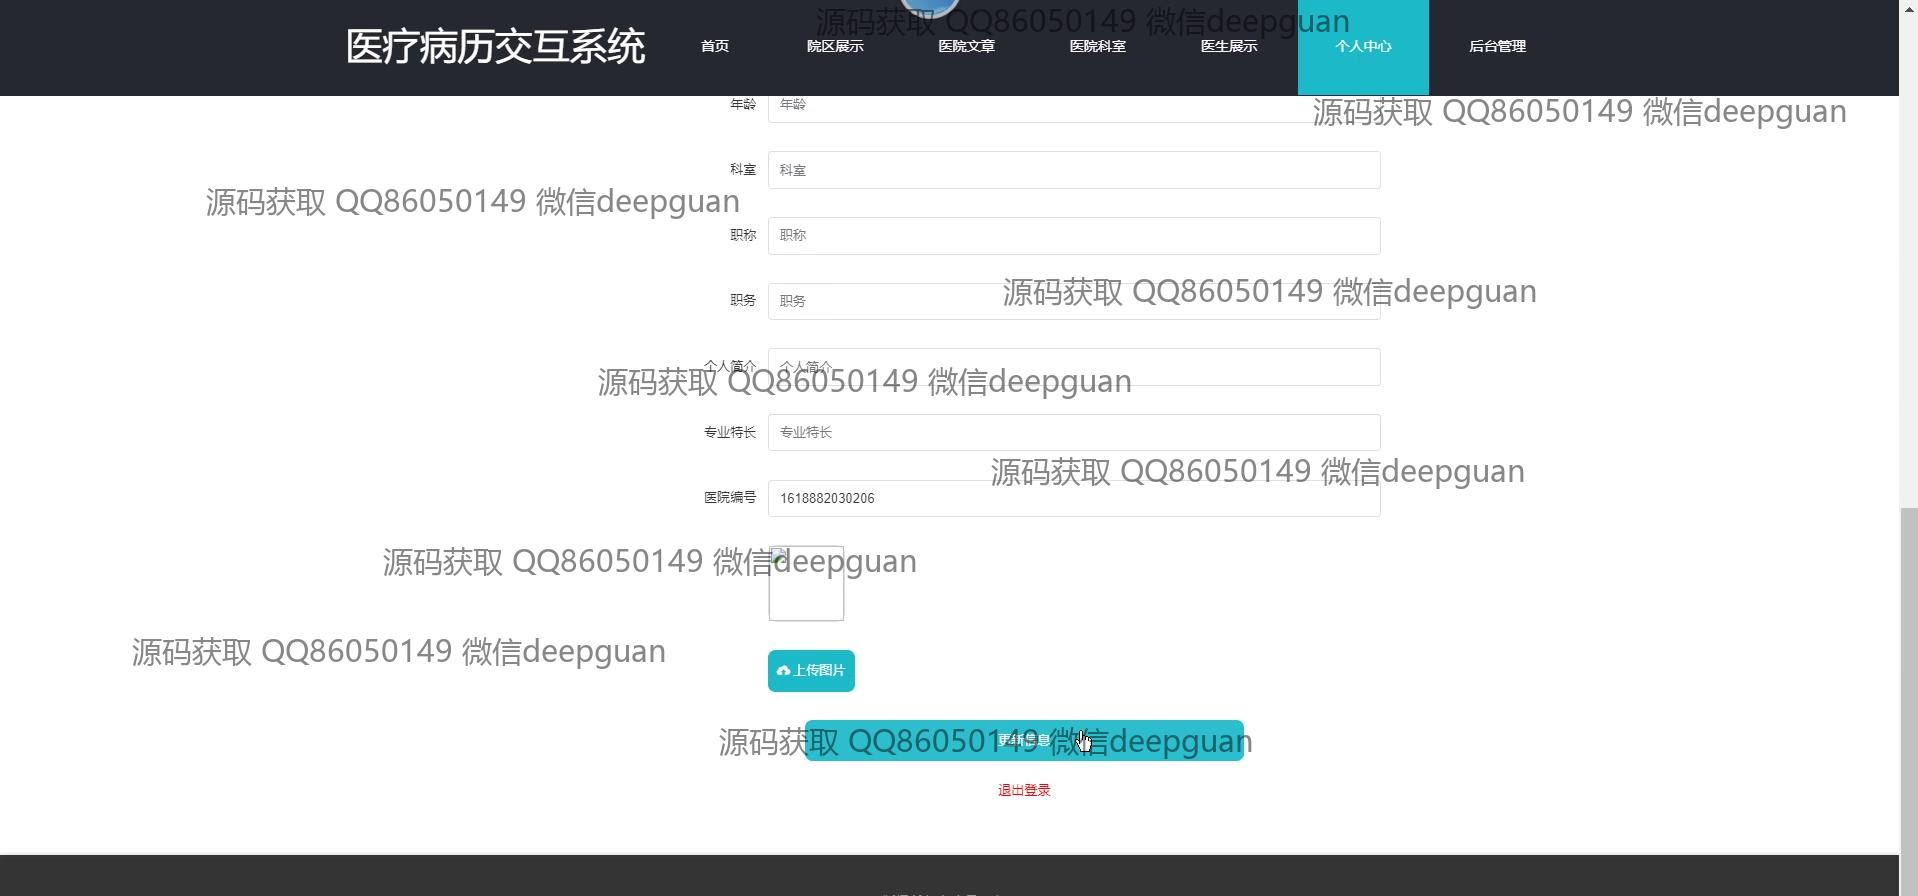 源码获取 QQ86050149 微信deepguan
医疗病历交互系统
首页 院区展示 医院文章 医院科室 医生展示 个人中心 后台管理
年龄 年龄
源码获取 QQ86050149 微信deepguan
科室 科室
源码获取 QQ86050149 微信deepguan
职称 职称
源码获取 QQ86050149 微信deepguan
职务 职务
个人简介 个人简介
源码获取 QQ86050149 微信deepguan
专业特长 专业特长
源码获取 QQ86050149 微信deepguan
医院编号 1618882030206
源码获取 QQ86050149 微信deepguan
源码获取 QQ86050149 微信deepguan
上传图片
源码获取 QQ86050149 微信deepguan
更新信息
退出登录